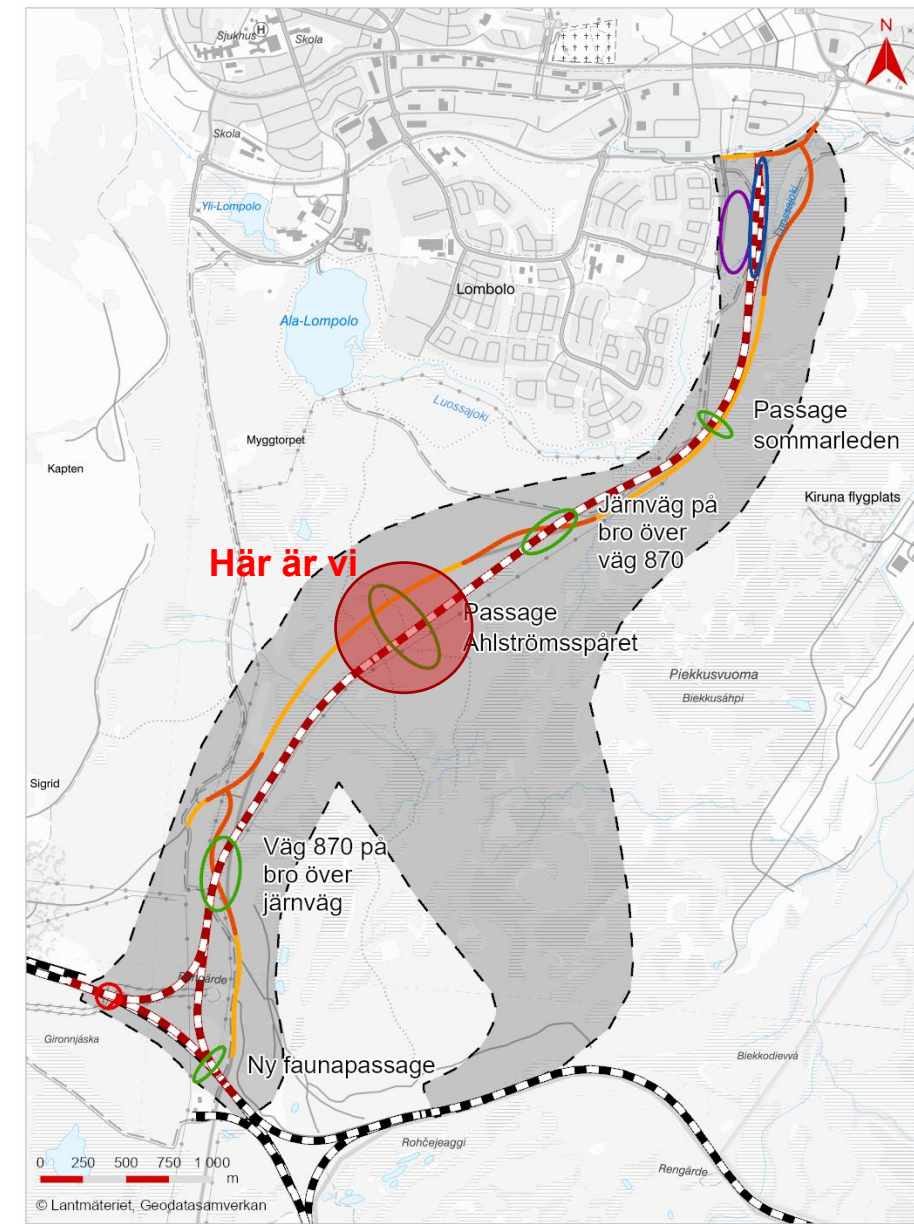 Sjuknus
H
Skola
N
Skola
Yli-Lompolo
Luossajoki
Lombolo
Ala-Lompolo
Luossajoki
Passage
sommarleden
Myggtorpet
Kapten
Kiruna flygplats
Järnväg på
bro över
väg 870
Här är vi
Passage
Ahlströmsspåret
Piekkusvuoma
Biekkusåhpi
Sigrid
Väg 870 på
bro över
järnväg
Rengärde
Gironnjáska
Ny faunapassage
Biekkodievvá
Rohčejeaggi
Rengärde
0 250 500 750 1 000
m
© Lantmäteriet, Geodatasamverkan